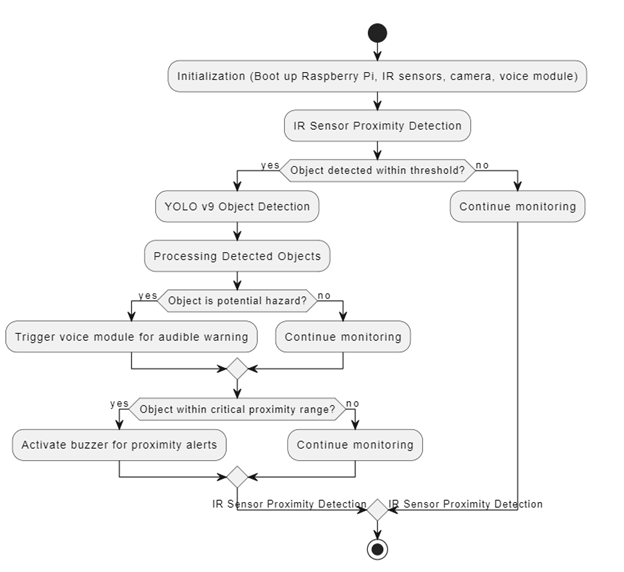 Initialization (Boot up Raspberry Pi, IR sensors, camera, voice module)
IR Sensor Proximity Detection
yes
Object detected within threshold?
no
YOLO v9 Object Detection
Continue monitoring
Processing Detected Objects
yes
Object is potential hazard?
no
Trigger voice module for audible warning
Continue monitoring
yes
Object within critical proximity range?
no
Activate buzzer for proximity alerts
Continue monitoring
IR Sensor Proximity Detection
IR Sensor Proximity Detection